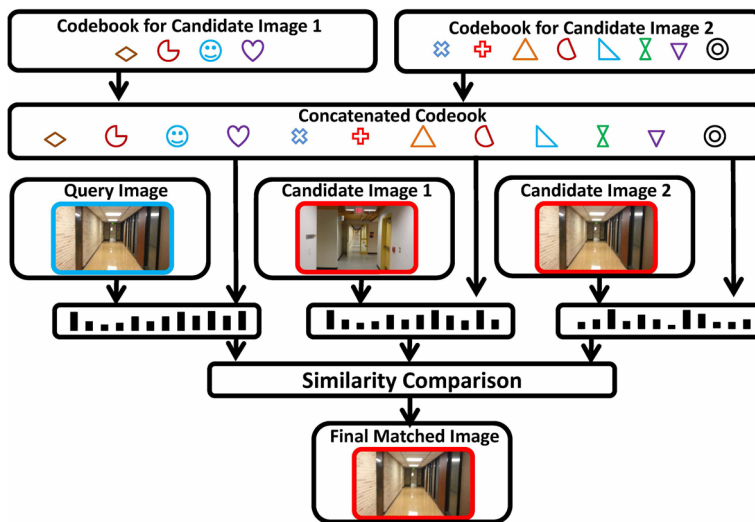 Codebook for Candidate Image 1
Codebook for Candidate Image 2
Concatenated Codeook
Query Image
Candidate Image 1
Candidate Image 2
Similarity Comparison
Final Matched Image